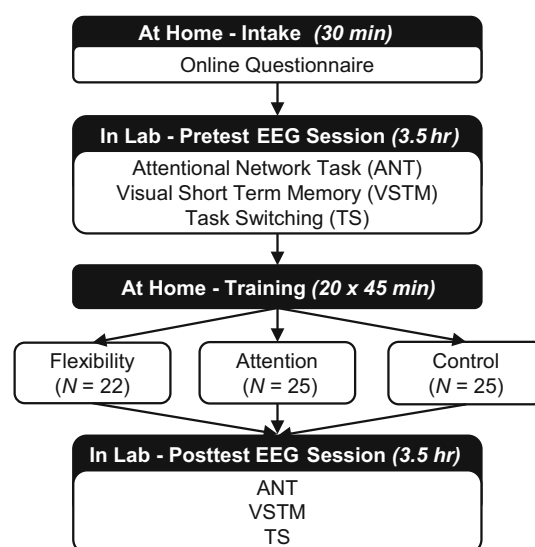 At Home - Intake (30 min)
Online Questionnaire
In Lab - Pretest EEG Session (3.5 hr)
Attentional Network Task (ANT)
Visual Short Term Memory (VSTM)
Task Switching (TS)
At Home - Training (20 x 45 min)
Flexibility
(N = 22)
Attention
(N = 25)
Control
(N = 25)
In Lab - Posttest EEG Session (3.5 hr)
ANT
VSTM
TS